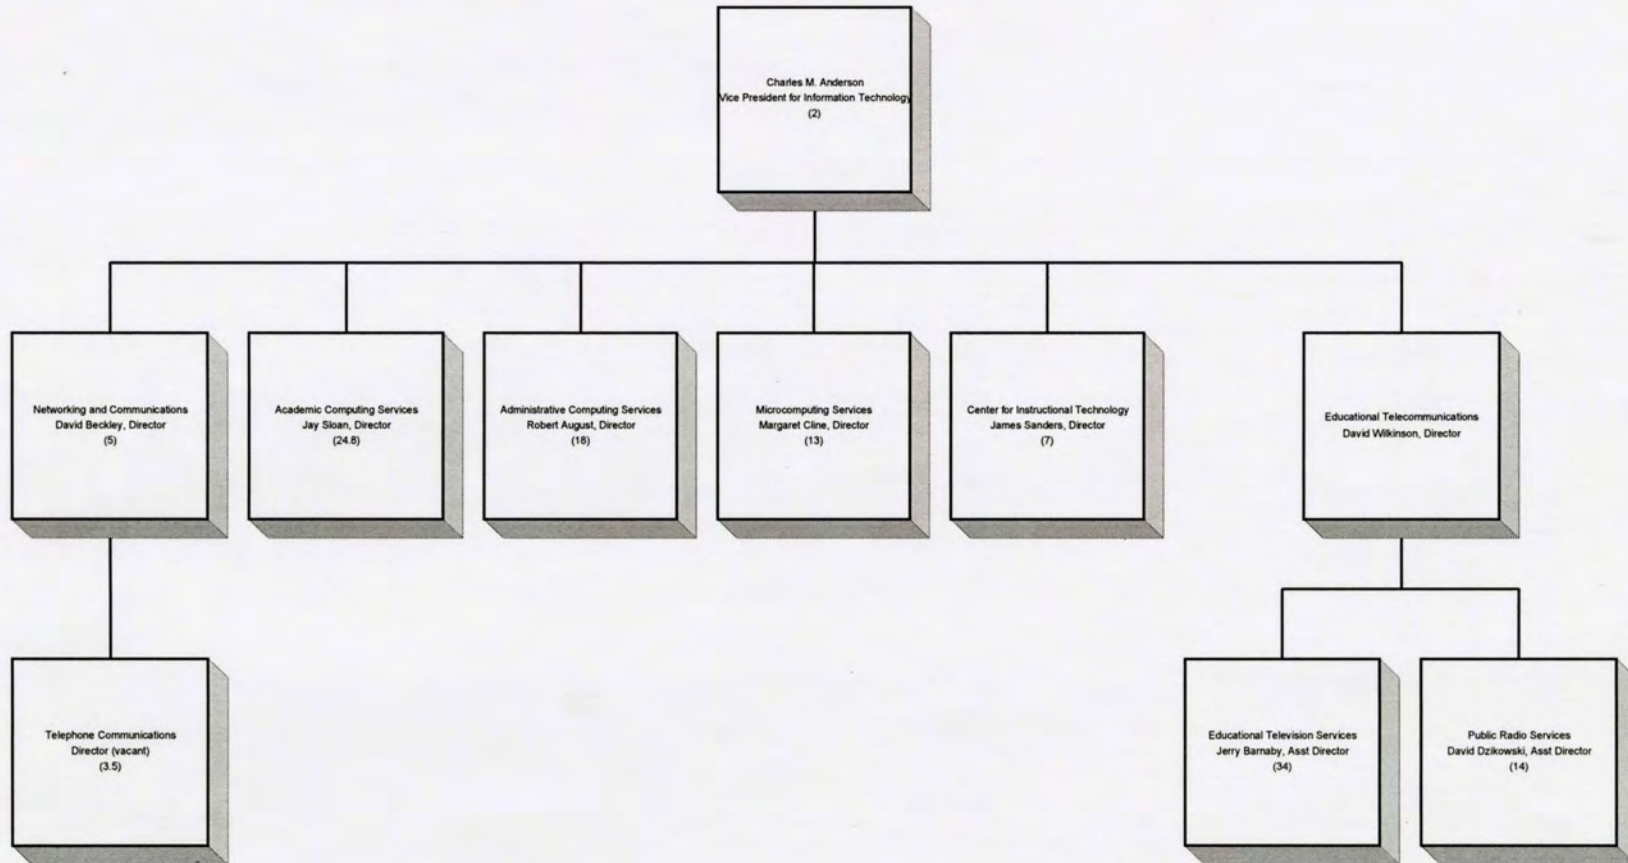 Charles M. Anderson
Vice President for Information Technology
(2)
Networking and Communications
David Beckley, Director
(5)
Academic Computing Services
Jay Sloan, Director
(24.8)
Administrative Computing Services
Robert August, Director
(18)
Microcomputing Services
Margaret Cline, Director
(13)
Center for Instructional Technology
James Sanders, Director
(7)
Educational Telecommunications
David Wilkinson, Director
Telephone Communications
Director (vacant)
(3.5)
Educational Television Services
Jerry Barnaby, Asst Director
(34)
Public Radio Services
David Dzikowski, Asst Director
(14)